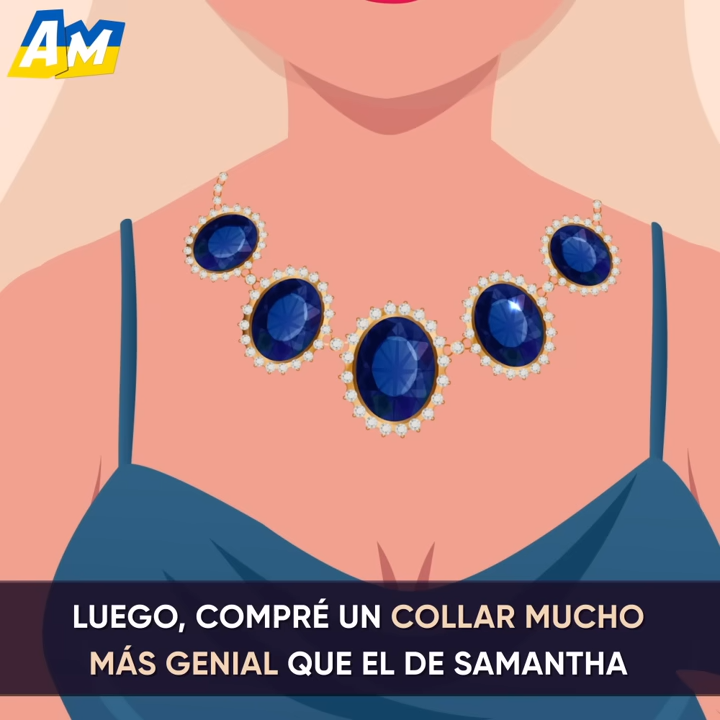 AM
LUEGO, COMPRÉ UN COLLAR MUCHO
MÁS GENIAL QUE EL DE SAMANTHA